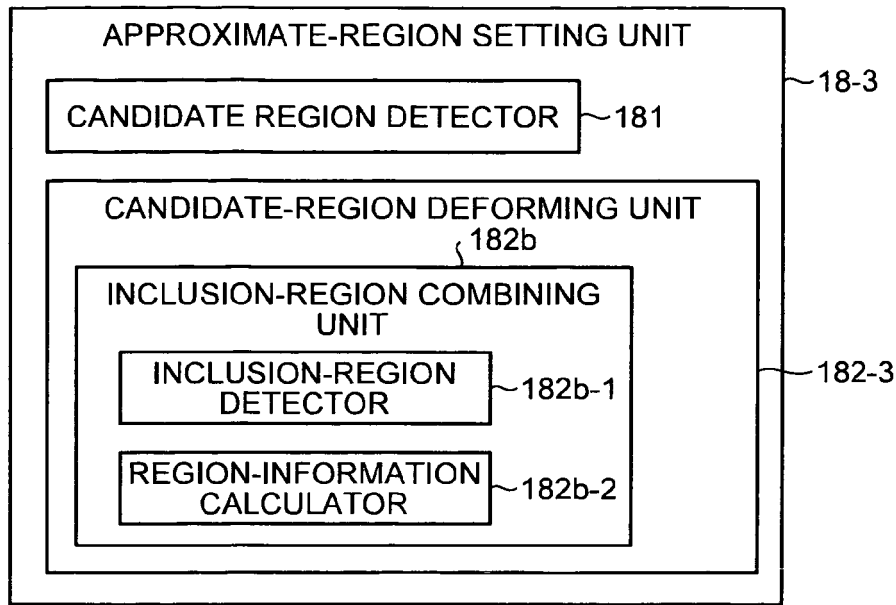 APPROXIMATE-REGION SETTING UNIT
18-3
CANDIDATE REGION DETECTOR
181
CANDIDATE-REGION DEFORMING UNIT
182b
INCLUSION-REGION COMBINING
UNIT
INCLUSION-REGION
DETECTOR
182b-1
182-3
REGION-INFORMATION
CALCULATOR
182b-2